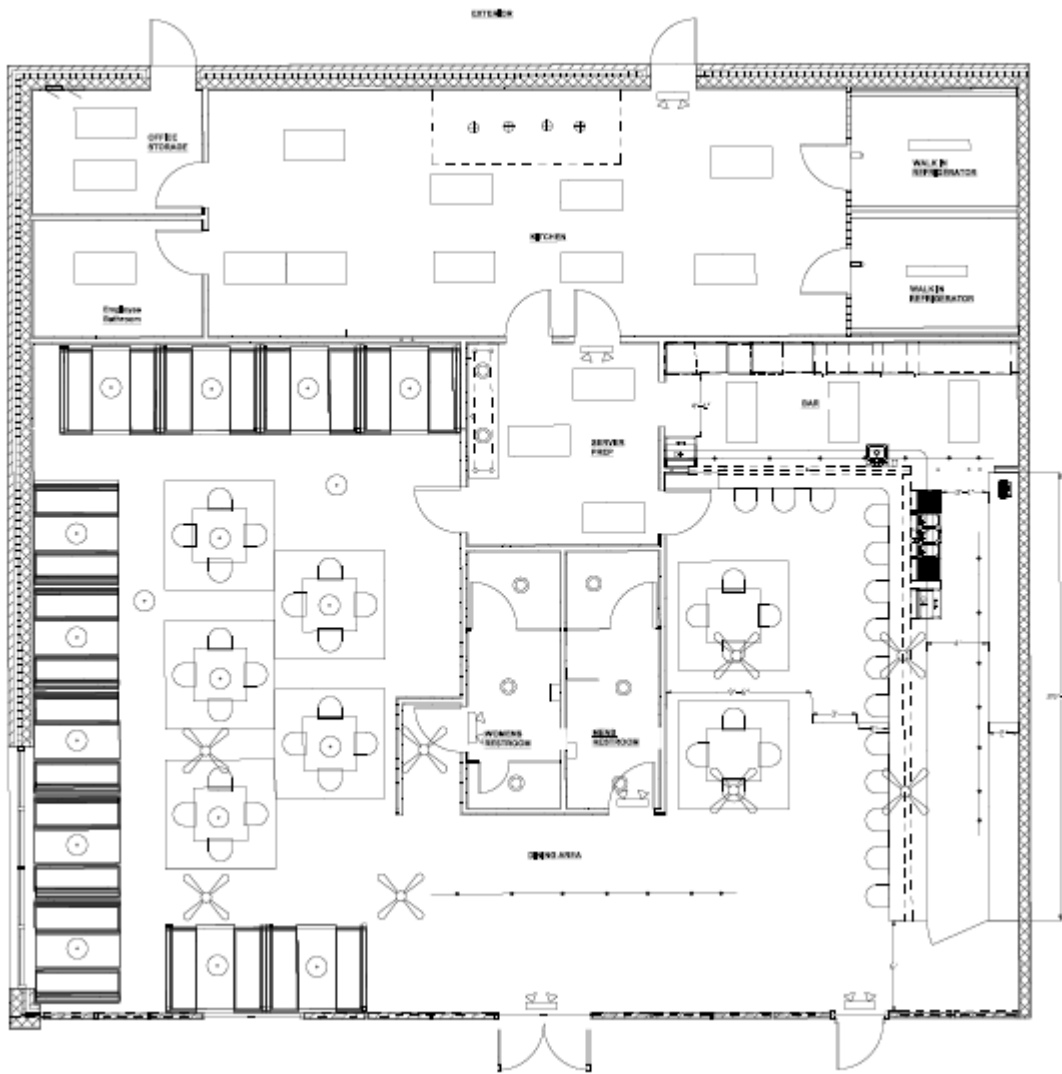 EXTERIOR
OFFICE
STORAGE
WALK IN
REFRIGERATOR
KITCHEN
WALK IN
REFRIGERATOR
Employee
Bathroom
BAR
SERVER
PREP
WOMENS
RESTROOM
MENS
RESTROOM
DINING AREA